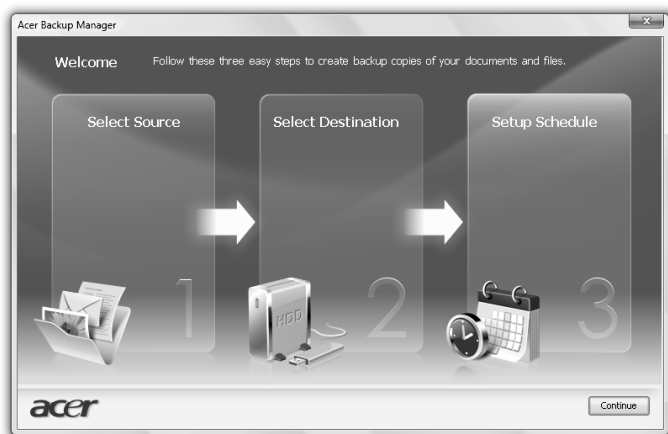 Acer Backup Manager
Welcome
Follow these three easy steps to create backup copies of your documents and files.
Select Source
Select Destination
Setup Schedule
1
HDD
2
3
acer
Continue